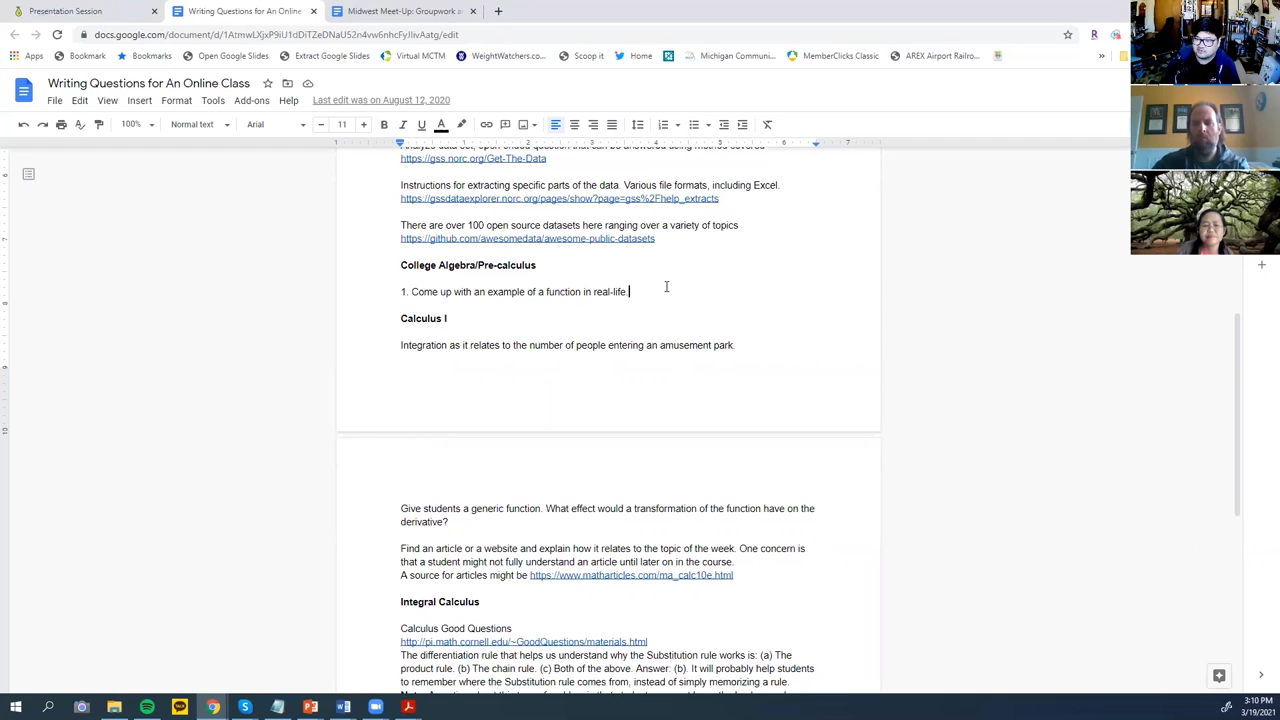 Presentation Session
Writing Questions for An Online
Midwest Meet-Up: Groupwork a
docs.google.com/document/d/1AtmwLXjxP9iU1dDiTZeDNaU52n4vw6nhcFyJIivAatg/edit
Apps
Bookmark
Bookmarks
Open Google Slides
Extract Google Slides
Virtual MCTM
WeightWatchers.co...
Scoop it
Home
Michigan Communi...
MemberClicks Classic
AREX Airport Railro...
Writing Questions for An Online Class
File Edit View Insert Format Tools Add-ons Help Last edit was on August 12, 2020
100% Normal text Arial 11
https://gss.norc.org/Get-The-Data
Instructions for extracting specific parts of the data. Various file formats, including Excel.
https://gssdataexplorer.norc.org/pages/show?page=gss%2Fhelp_extracts
There are over 100 open source datasets here ranging over a variety of topics
https://github.com/awesomedata/awesome-public-datasets
College Algebra/Pre-calculus
1. Come up with an example of a function in real-life.
Calculus I
Integration as it relates to the number of people entering an amusement park.
Give students a generic function. What effect would a transformation of the function have on the
derivative?
Find an article or a website and explain how it relates to the topic of the week. One concern is
that a student might not fully understand an article until later on in the course.
A source for articles might be https://www.matharticles.com/ma_calc10e.html
Integral Calculus
Calculus Good Questions
http://pi.math.cornell.edu/~GoodQuestions/materials.html
The differentiation rule that helps us understand why the Substitution rule works is: (a) The
product rule. (b) The chain rule. (c) Both of the above. Answer: (b). It will probably help students
to remember where the Substitution rule comes from, instead of simply memorizing a rule.
3:10 PM
3/19/2021